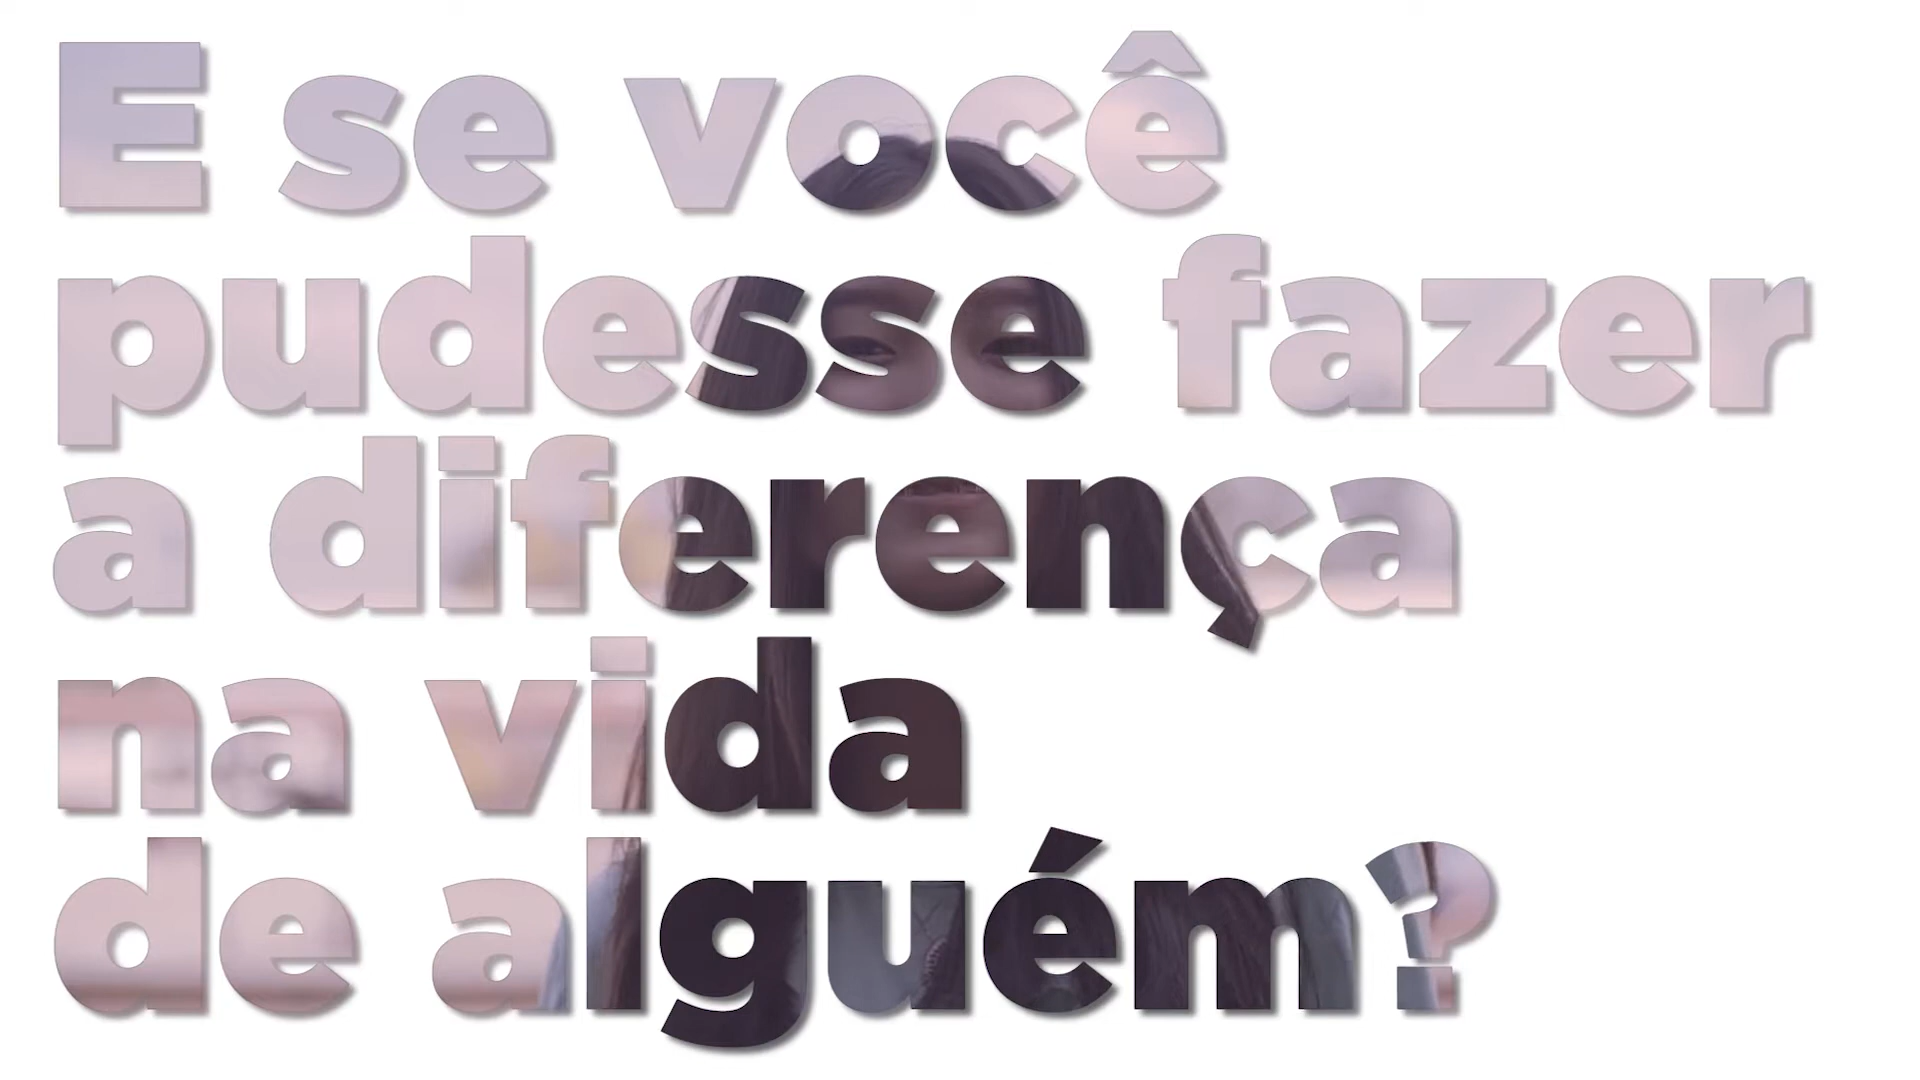 E se você
pudesse fazer
a diferença
na vida
de alguém?